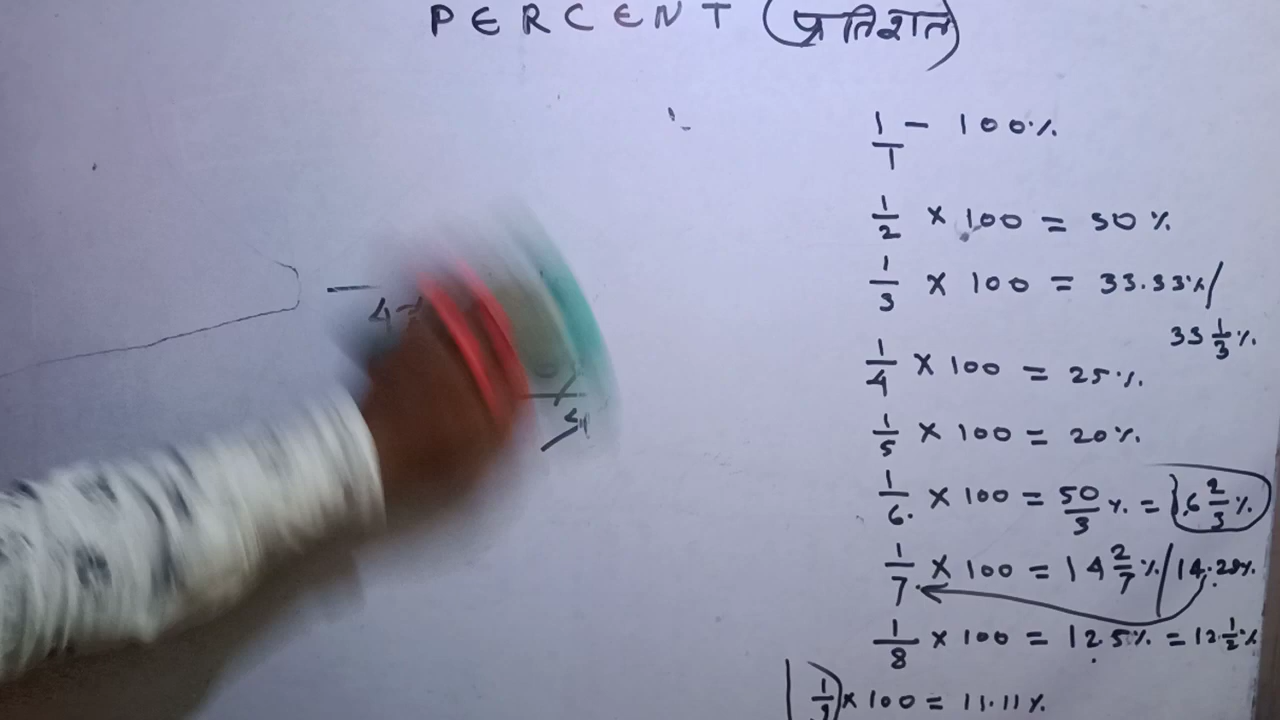 PERCENT (प्रतिशत)
1/1 - 100%
1/2 × 100 = 50%
1/3 × 100 = 33.33% /
33 1/3 %
1/4 × 100 = 25%
1/5 × 100 = 20%
1/6 × 100 = 50/3 % = 16 2/3 %
1/7 × 100 = 14 2/7 % / 14.28%
1/8 × 100 = 12.5% = 12 1/2 %
1/9 × 100 = 11.11%